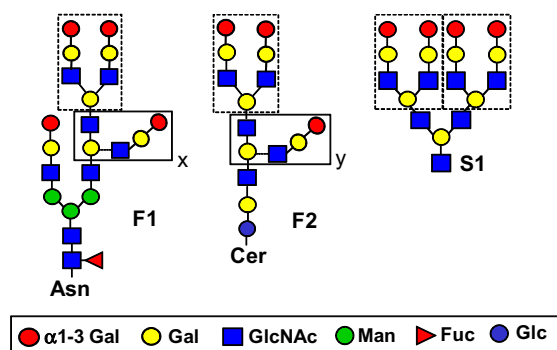 x
y
S1
F1
F2
Asn
Cer
α1-3 Gal Gal GlcNAc Man Fuc Glc